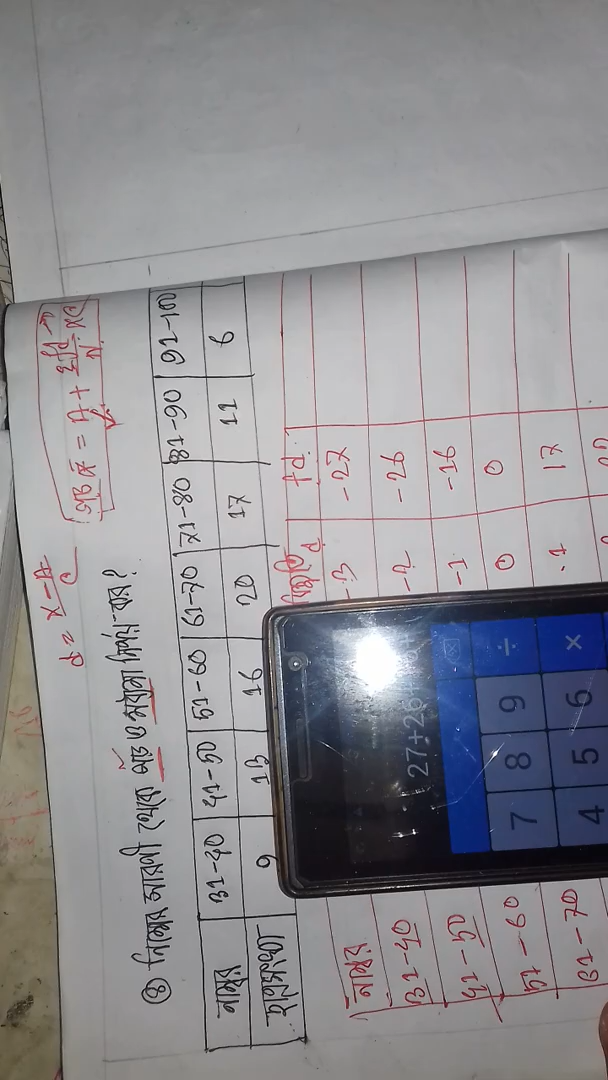 d = x-A/c
গড় x̄ = A + Σfd/N × c
④ নিম্নের সারণী থেকে গড় ও মধ্যমা নির্ণয় কর?
নম্বর 31-40 41-50 51-60 61-70 71-80 81-90 91-100
9 13 16 20 17 11 6
নম্বর d fd
31-40 -3 -27
41-50 -2 -26
51-60 -1 -16
61-70 0 0
1 17
27+26+
÷
7 8 9 ×
4 5 6